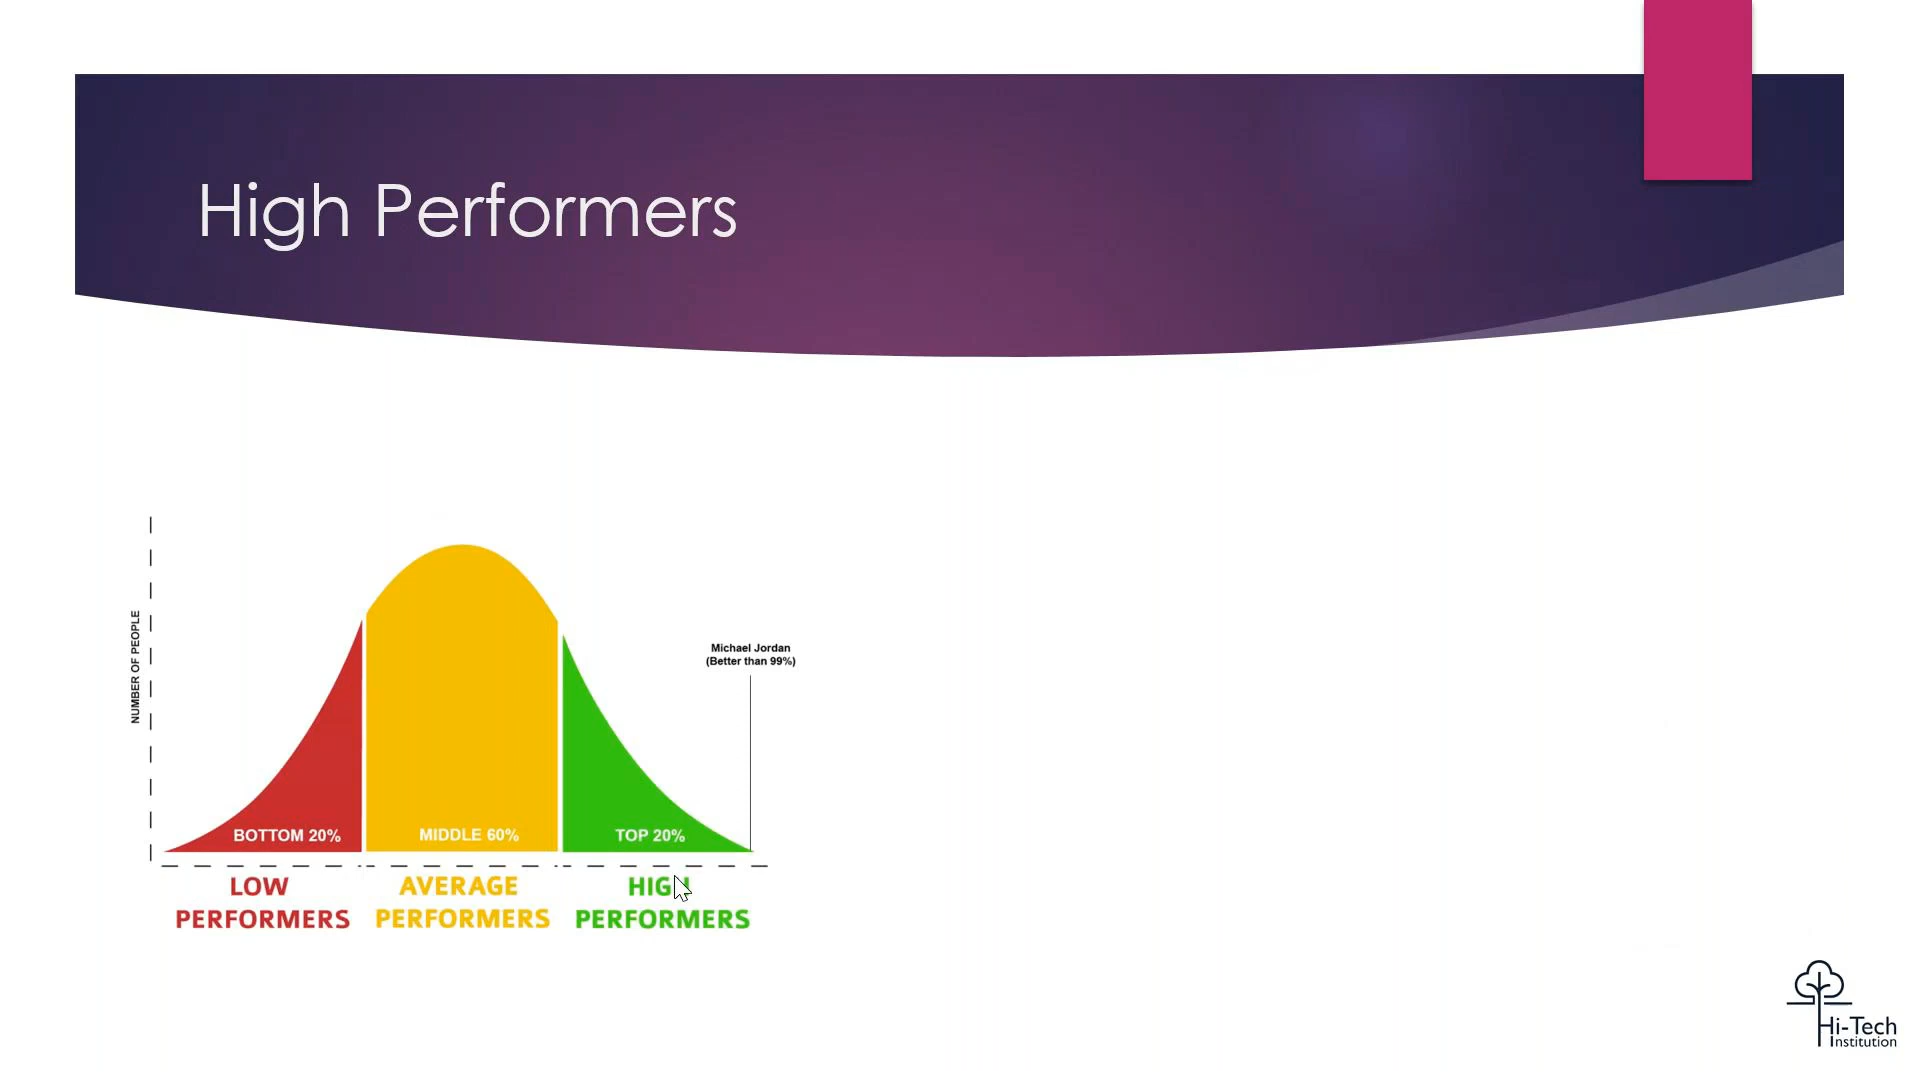 High Performers
NUMBER OF PEOPLE
Michael Jordan
(Better than 99%)
BOTTOM 20%
MIDDLE 60%
TOP 20%
LOW
PERFORMERS
AVERAGE
PERFORMERS
HIGH
PERFORMERS
Hi-Tech
Institution